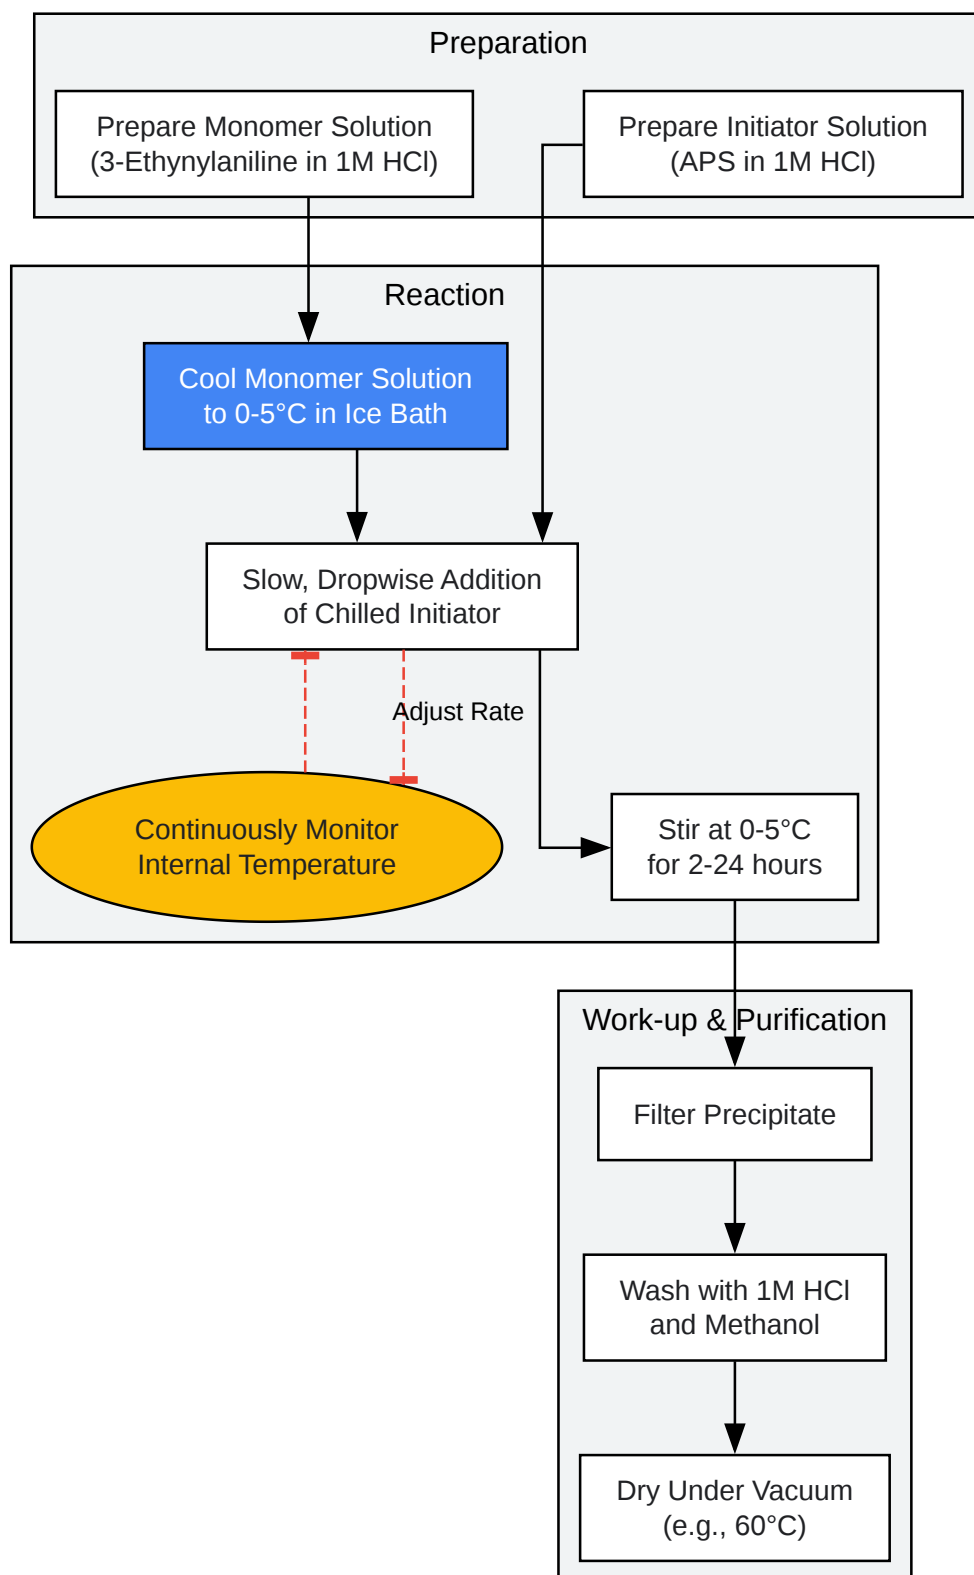 Preparation
Prepare Monomer Solution
(3-Ethynylaniline in 1M HCl)
Prepare Initiator Solution
(APS in 1M HCl)
Reaction
Cool Monomer Solution
to 0-5°C in Ice Bath
Slow, Dropwise Addition
of Chilled Initiator
Adjust Rate
Continuously Monitor
Internal Temperature
Stir at 0-5°C
for 2-24 hours
Work-up & Purification
Filter Precipitate
Wash with 1M HCl
and Methanol
Dry Under Vacuum
(e.g., 60°C)